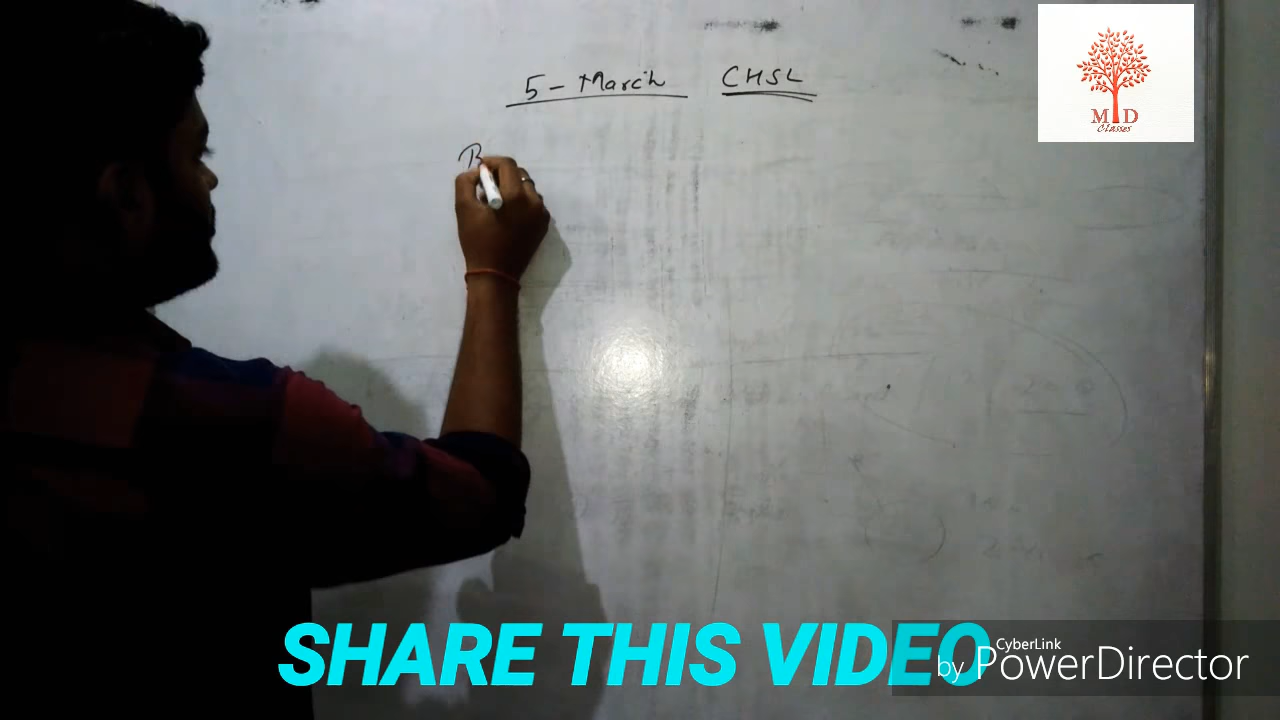 5 - March CHSL
B
MD
Classes
SHARE THIS VIDEO
CyberLink
by PowerDirector